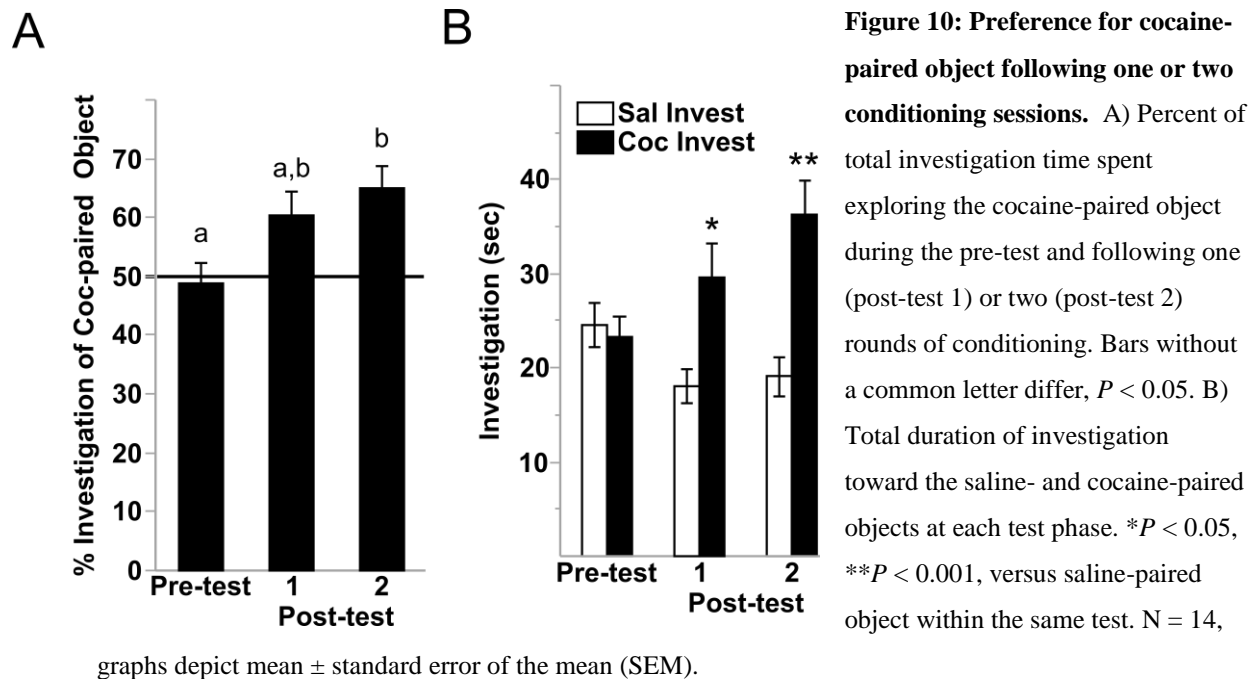 A
% Investigation of Coc-paired Object
70
60
50
40
30
20
10
0
a
a,b
b
Pre-test
1
2
Post-test
B
Sal Invest
Coc Invest
Investigation (sec)
40
30
20
10
*
**
Pre-test
1
2
Post-test
Figure 10: Preference for cocaine-
paired object following one or two
conditioning sessions. A) Percent of
total investigation time spent
exploring the cocaine-paired object
during the pre-test and following one
(post-test 1) or two (post-test 2)
rounds of conditioning. Bars without
a common letter differ, P < 0.05. B)
Total duration of investigation
toward the saline- and cocaine-paired
objects at each test phase. *P < 0.05,
**P < 0.001, versus saline-paired
object within the same test. N = 14,
graphs depict mean ± standard error of the mean (SEM).